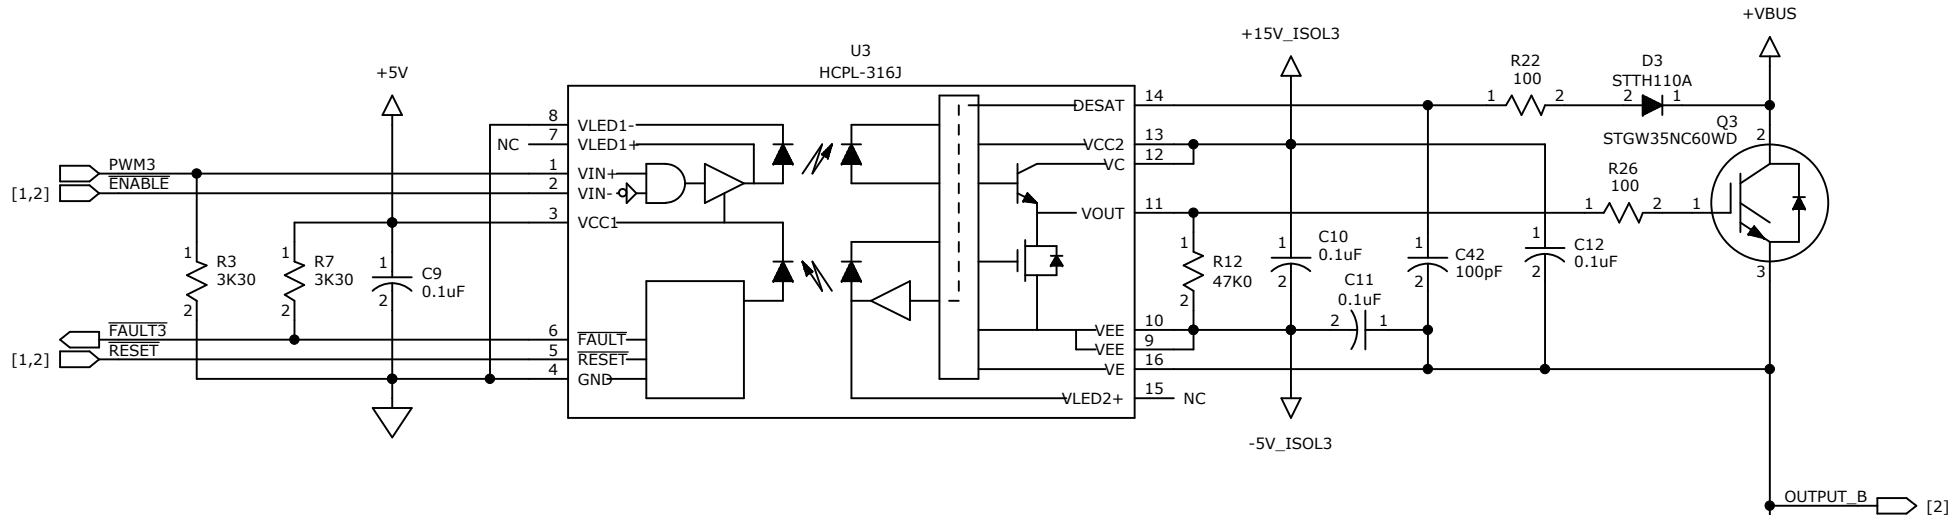 +VBUS
+15V_ISOL3
U3
HCPL-316J
+5V
R22
100
D3
STTH110A
1 2 2 1
DESAT 14
8 VLED1-
NC 7 VLED1+
VCC2 13
VC 12
Q3
STGW35NC60WD
2
PWM3
1 VIN+
[1,2] ENABLE
2 VIN-
R26
100
3 VCC1
VOUT 11
1 2 1
3
1
R3
3K30
2
1
R7
3K30
2
1
C9
0.1uF
2
1
R12
47K0
2
1
C10
0.1uF
2
C11
0.1uF
2 1
1
C42
100pF
2
1
C12
0.1uF
2
FAULT3
6 FAULT
[1,2] RESET
5 RESET
4 GND
VEE 10
VEE 9
VE 16
VLED2+ 15 NC
-5V_ISOL3
OUTPUT_B [2]